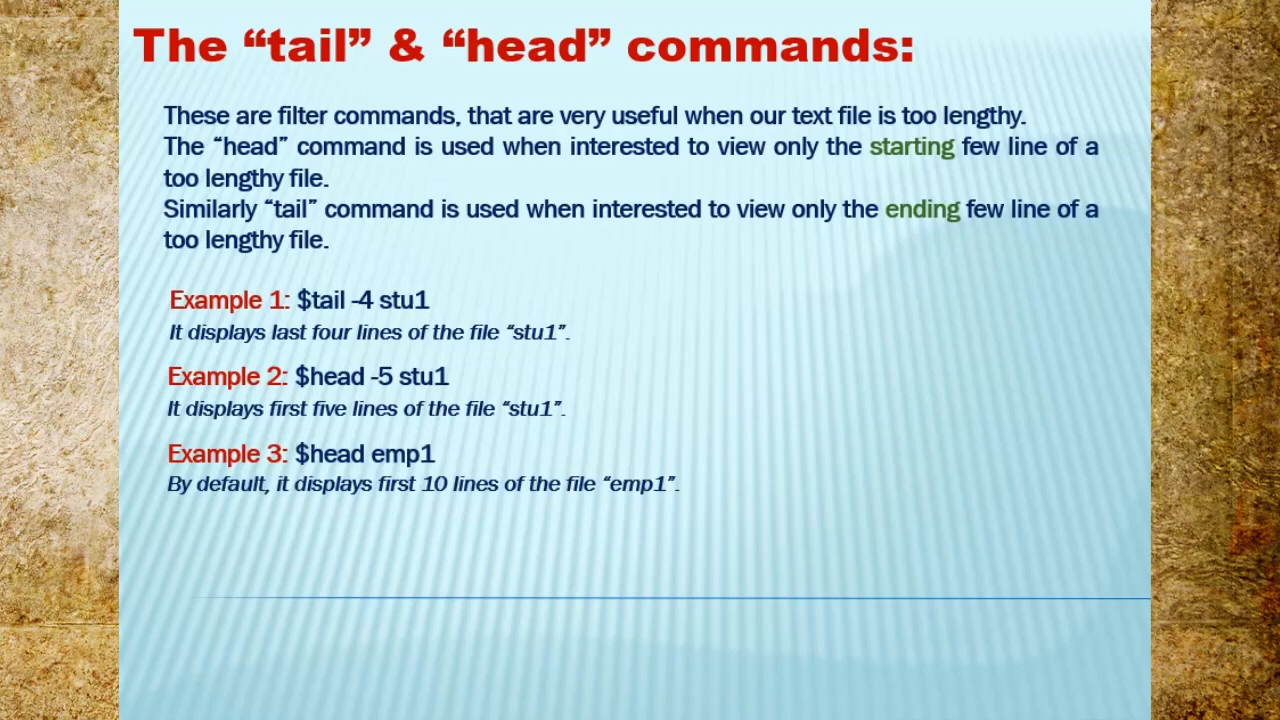 The “tail” & “head” commands:
These are filter commands, that are very useful when our text file is too lengthy.
The “head” command is used when interested to view only the starting few line of a
too lengthy file.
Similarly “tail” command is used when interested to view only the ending few line of a
too lengthy file.
Example 1: $tail -4 stu1
It displays last four lines of the file “stu1”.
Example 2: $head -5 stu1
It displays first five lines of the file “stu1”.
Example 3: $head emp1
By default, it displays first 10 lines of the file “emp1”.